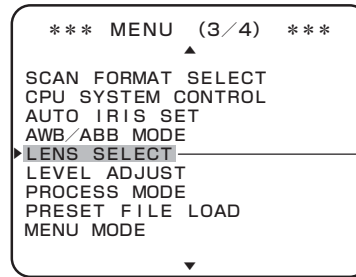 *** MENU (3/4) ***
▲
SCAN FORMAT SELECT
CPU SYSTEM CONTROL
AUTO IRIS SET
AWB/ABB MODE
▶LENS SELECT
LEVEL ADJUST
PROCESS MODE
PRESET FILE LOAD
MENU MODE
▼